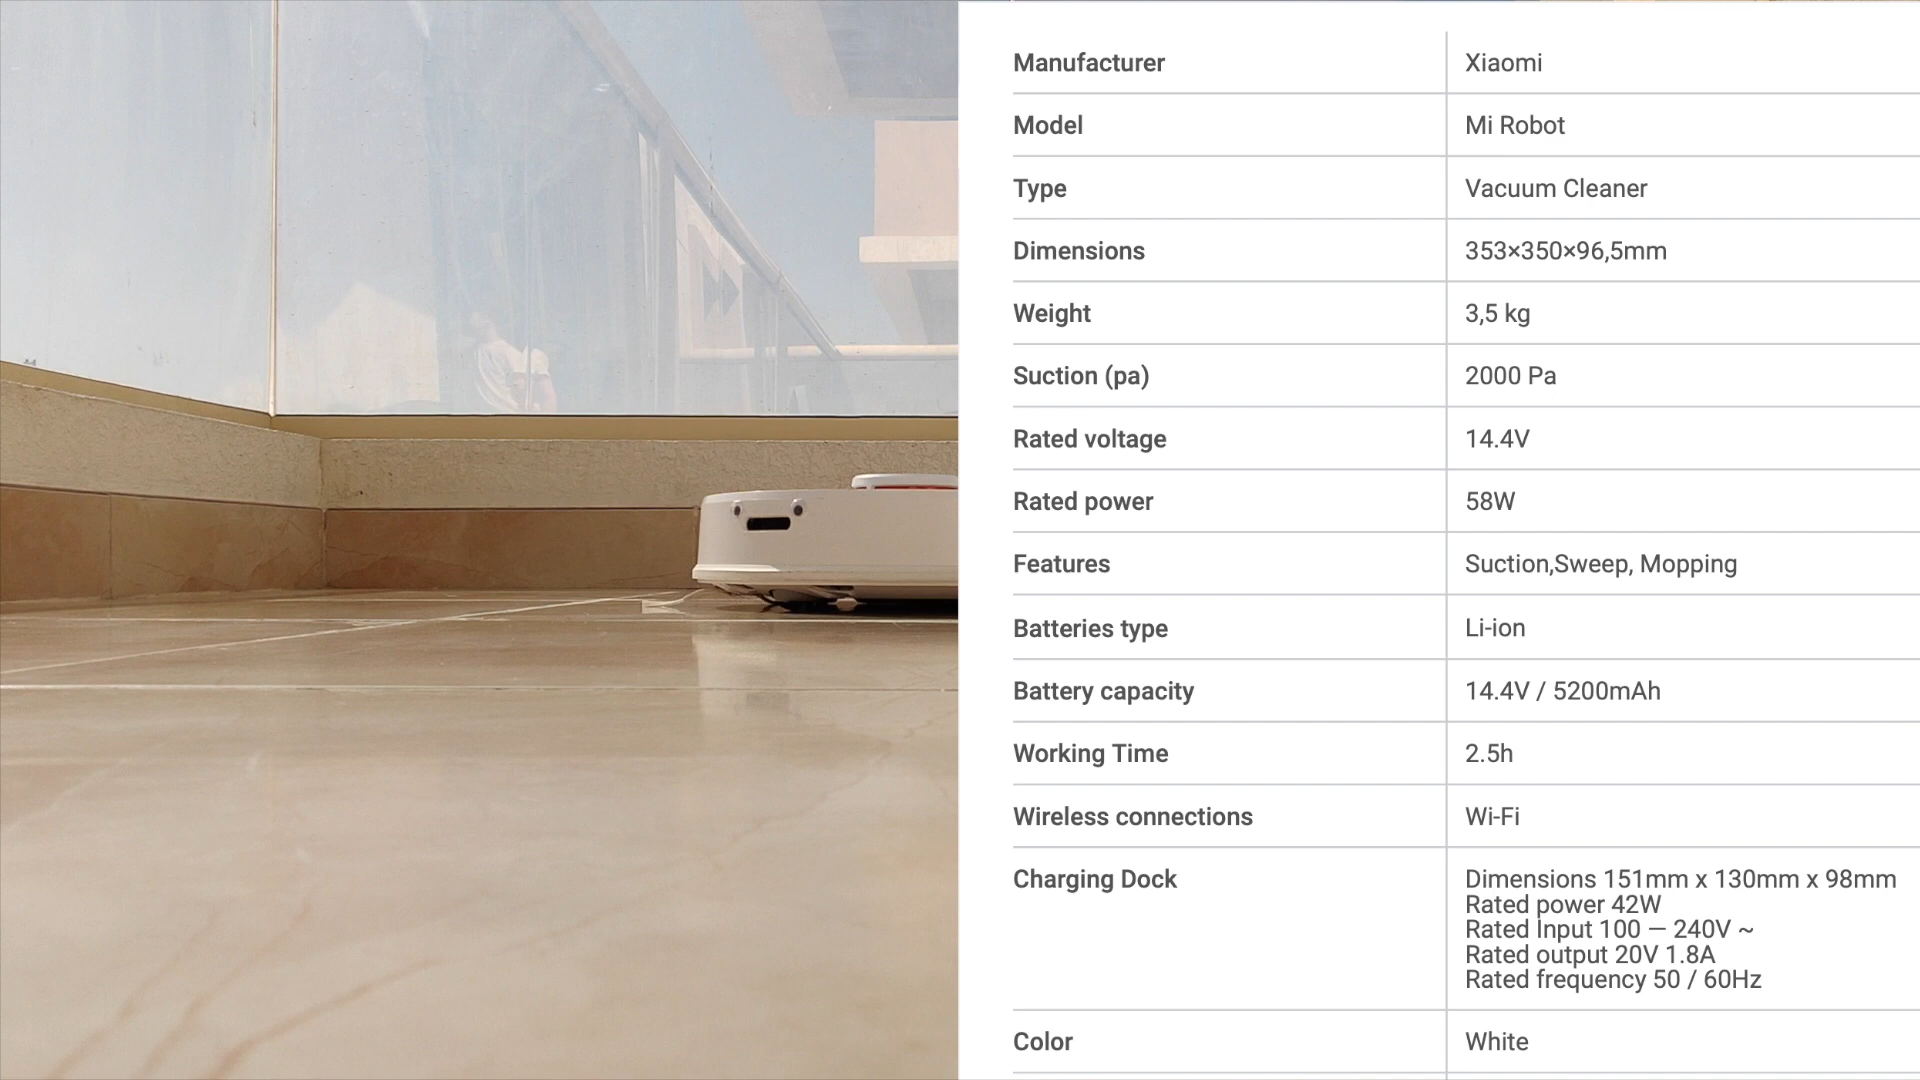 Manufacturer Xiaomi
Model Mi Robot
Type Vacuum Cleaner
Dimensions 353×350×96,5mm
Weight 3,5 kg
Suction (pa) 2000 Pa
Rated voltage 14.4V
Rated power 58W
Features Suction,Sweep, Mopping
Batteries type Li-ion
Battery capacity 14.4V / 5200mAh
Working Time 2.5h
Wireless connections Wi-Fi
Charging Dock Dimensions 151mm x 130mm x 98mm
Rated power 42W
Rated Input 100 — 240V ~
Rated output 20V 1.8A
Rated frequency 50 / 60Hz
Color White